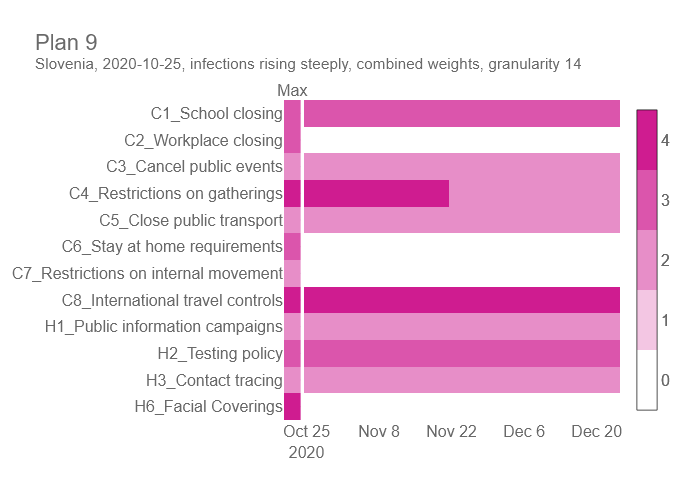 Plan 9
Slovenia, 2020-10-25, infections rising steeply, combined weights, granularity 14
Max
C1_School closing
C2_Workplace closing
C3_Cancel public events
C4_Restrictions on gatherings
C5_Close public transport
C6_Stay at home requirements
C7_Restrictions on internal movement
C8_International travel controls
H1_Public information campaigns
H2_Testing policy
H3_Contact tracing
H6_Facial Coverings
Oct 25 Nov 8 Nov 22 Dec 6 Dec 20
2020
4
3
2
1
0